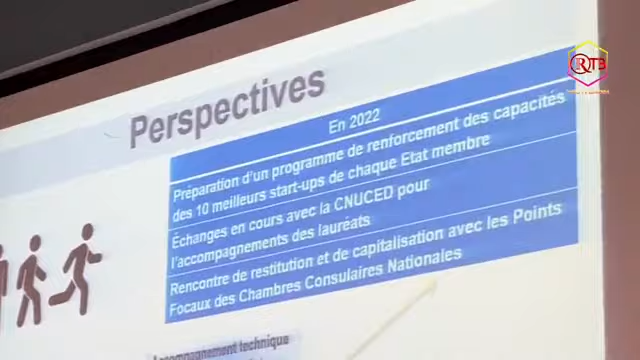 RTB
Perspectives
En 2022
Préparation d'un programme de renforcement des capacités
des 10 meilleurs start-ups de chaque Etat membre
Échanges en cours avec la CNUCED pour
l'accompagnements des lauréats
Rencontre de restitution et de capitalisation avec les Points
Focaux des Chambres Consulaires Nationales
Accompagnement technique